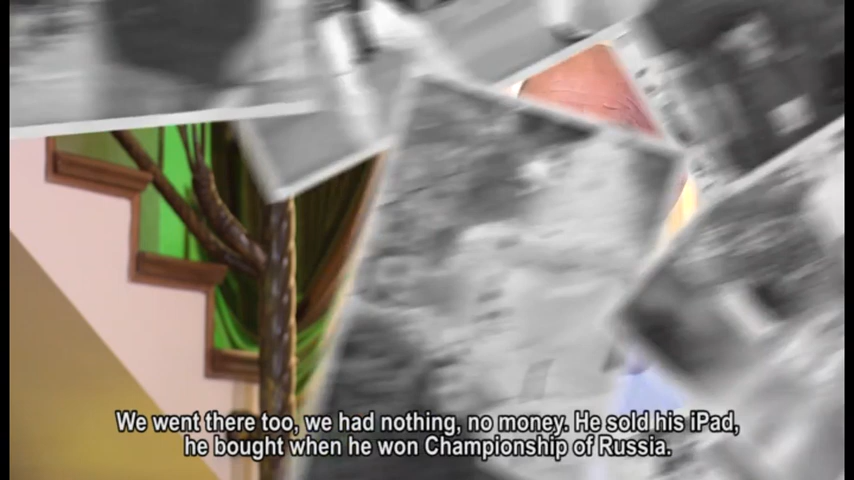 We went there too, we had nothing, no money. He sold his iPad,
he bought when he won Championship of Russia.